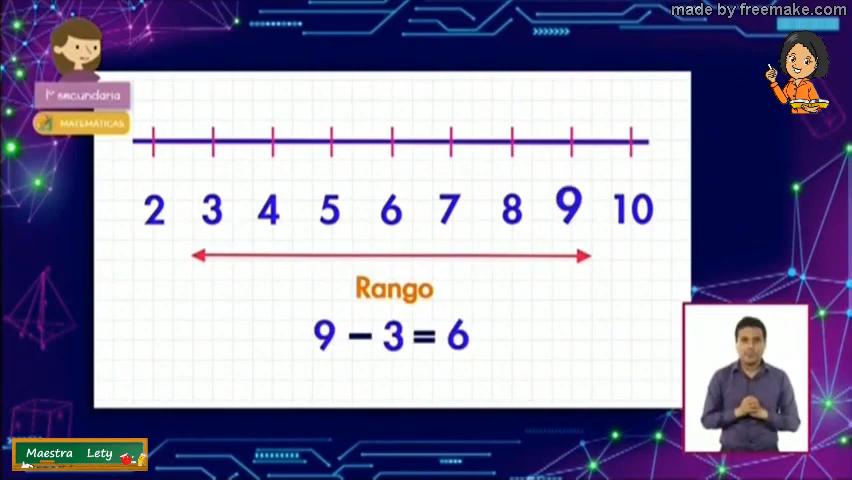 made by freemake.com
1º secundaria
MATEMÁTICAS
2 3 4 5 6 7 8 9 10
Rango
9 - 3 = 6
Maestra Lety